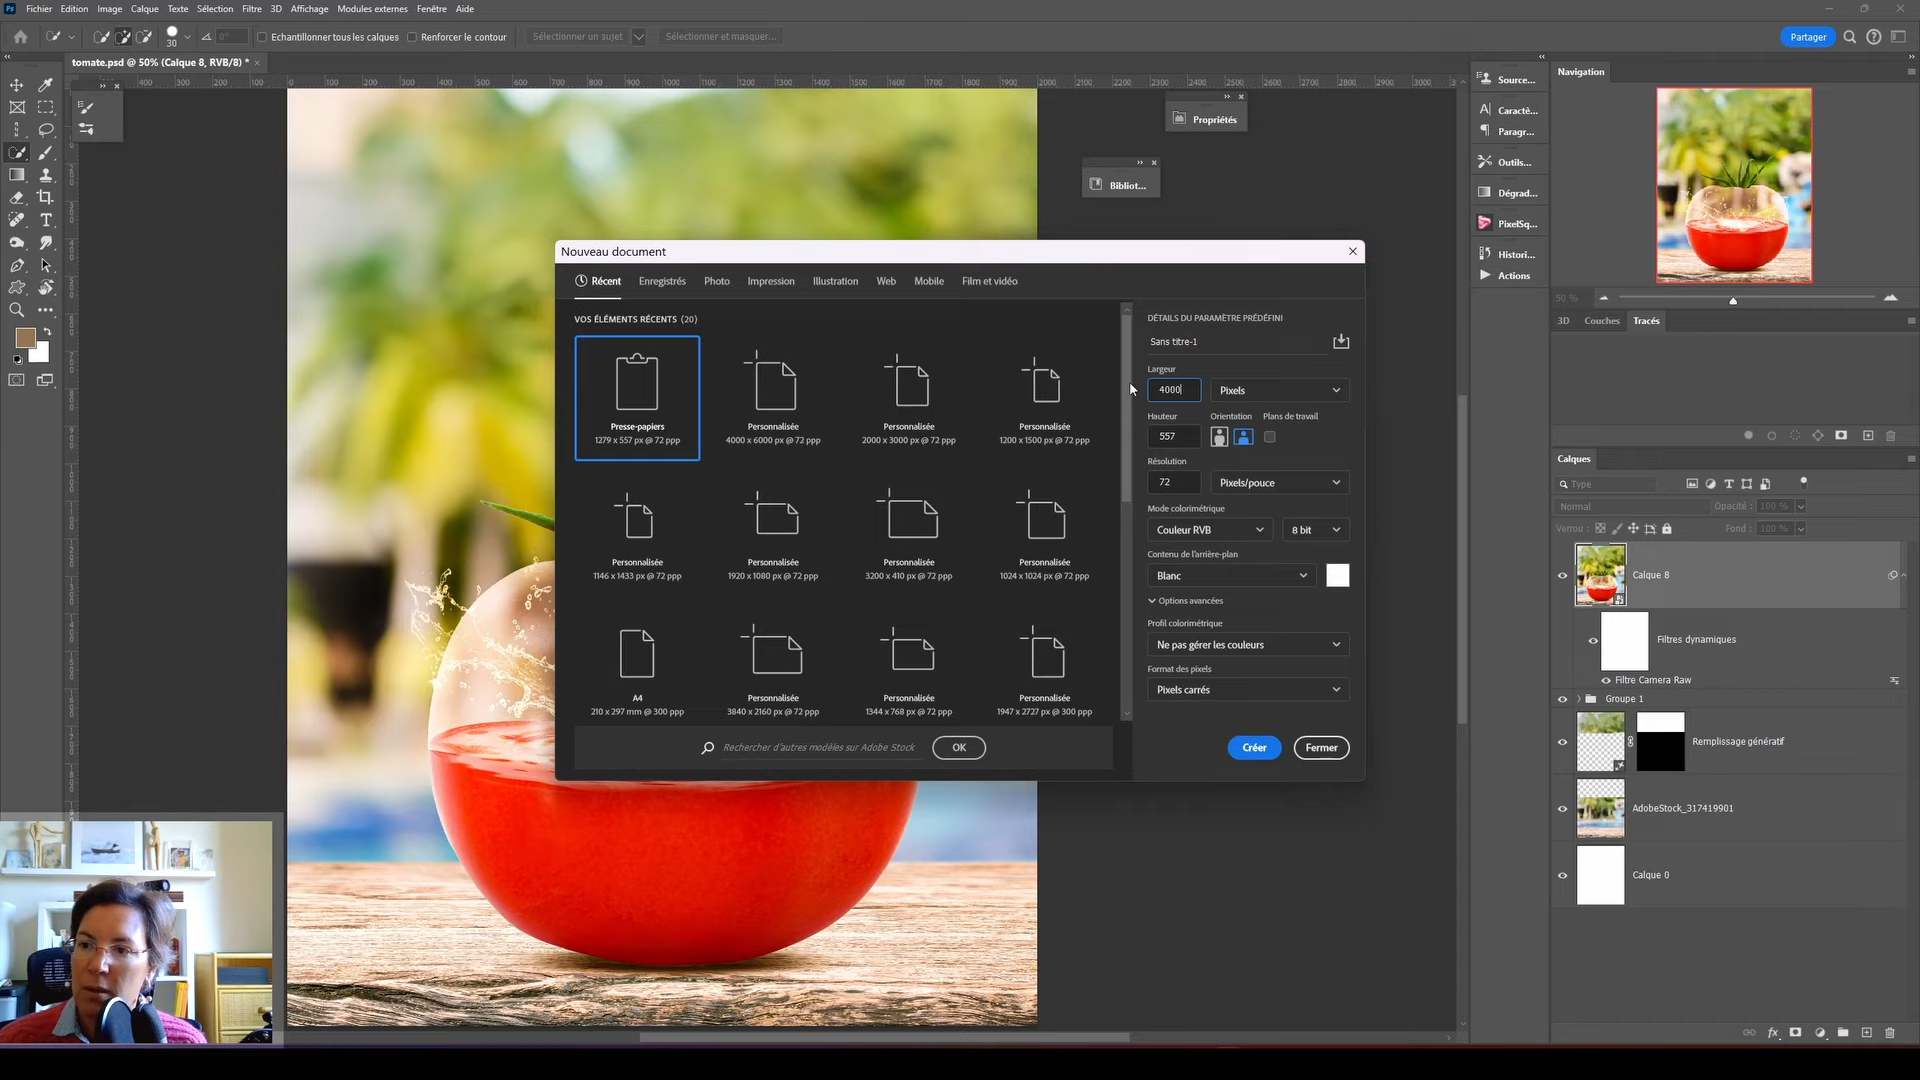 Ps Fichier Edition Image Calque Texte Sélection Filtre 3D Affichage Modules externes Fenêtre Aide
30 0° Echantillonner tous les calques Renforcer le contour Sélectionner un sujet Sélectionner et masquer... Partager
tomate.psd @ 50% (Calque 8, RVB/8) *
Propriétés
Bibliot...
Source...
Caractè...
Paragr...
Outils...
Dégrad...
PixelSq...
Histori...
Actions
Navigation
50 %
3D Couches Tracés
Calques
Type
Normal Opacité : 100 %
Verrou : Fond : 100 %
Calque 8
Filtres dynamiques
Filtre Camera Raw
Groupe 1
Remplissage génératif
AdobeStock_317419901
Calque 0
Nouveau document
Récent Enregistrés Photo Impression Illustration Web Mobile Film et vidéo
VOS ÉLÉMENTS RÉCENTS (20)
Presse-papiers
1279 x 557 px @ 72 ppp
Personnalisée
4000 x 6000 px @ 72 ppp
Personnalisée
2000 x 3000 px @ 72 ppp
Personnalisée
1200 x 1500 px @ 72 ppp
Personnalisée
1146 x 1433 px @ 72 ppp
Personnalisée
1920 x 1080 px @ 72 ppp
Personnalisée
3200 x 410 px @ 72 ppp
Personnalisée
1024 x 1024 px @ 72 ppp
A4
210 x 297 mm @ 300 ppp
Personnalisée
3840 x 2160 px @ 72 ppp
Personnalisée
1344 x 768 px @ 72 ppp
Personnalisée
1947 x 2727 px @ 300 ppp
Rechercher d'autres modèles sur Adobe Stock OK
DÉTAILS DU PARAMÈTRE PRÉDÉFINI
Sans titre-1
Largeur
4000 Pixels
Hauteur Orientation Plans de travail
557
Résolution
72 Pixels/pouce
Mode colorimétrique
Couleur RVB 8 bit
Contenu de l'arrière-plan
Blanc
Options avancées
Profil colorimétrique
Ne pas gérer les couleurs
Format des pixels
Pixels carrés
Créer Fermer